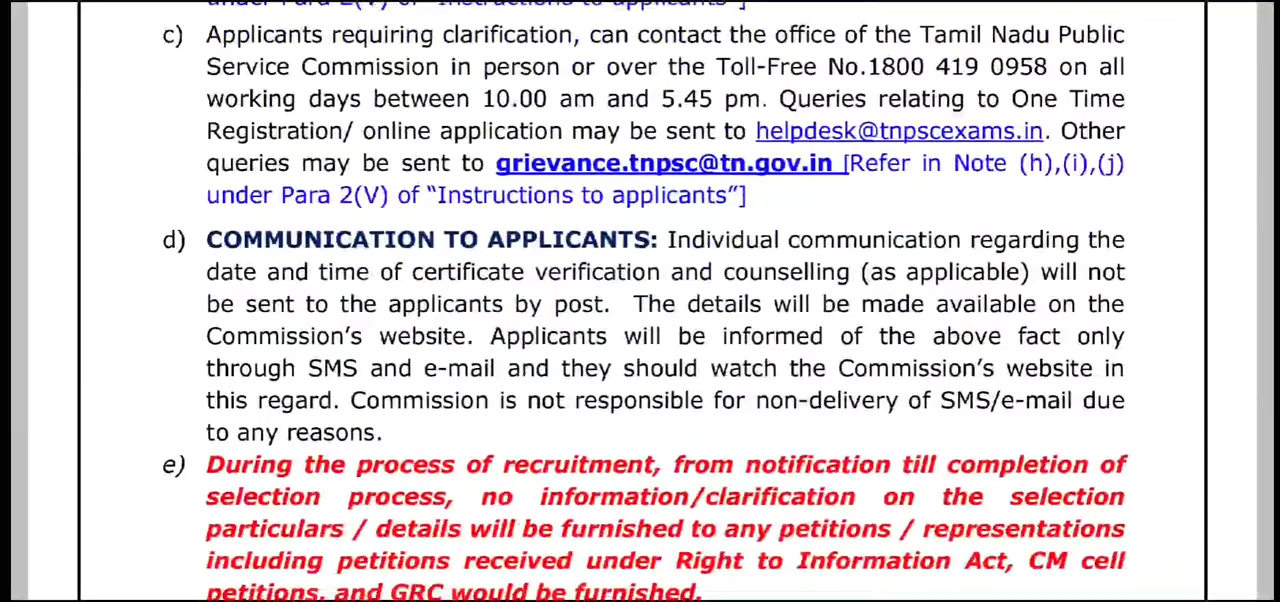 under Para 2(V) of "Instructions to applicants"]
c) Applicants requiring clarification, can contact the office of the Tamil Nadu Public
Service Commission in person or over the Toll-Free No.1800 419 0958 on all
working days between 10.00 am and 5.45 pm. Queries relating to One Time
Registration/ online application may be sent to helpdesk@tnpscexams.in. Other
queries may be sent to grievance.tnpsc@tn.gov.in [Refer in Note (h),(i),(j)
under Para 2(V) of “Instructions to applicants”]
d) COMMUNICATION TO APPLICANTS: Individual communication regarding the
date and time of certificate verification and counselling (as applicable) will not
be sent to the applicants by post. The details will be made available on the
Commission’s website. Applicants will be informed of the above fact only
through SMS and e-mail and they should watch the Commission’s website in
this regard. Commission is not responsible for non-delivery of SMS/e-mail due
to any reasons.
e) During the process of recruitment, from notification till completion of
selection process, no information/clarification on the selection
particulars / details will be furnished to any petitions / representations
including petitions received under Right to Information Act, CM cell
petitions, and GRC would be furnished.